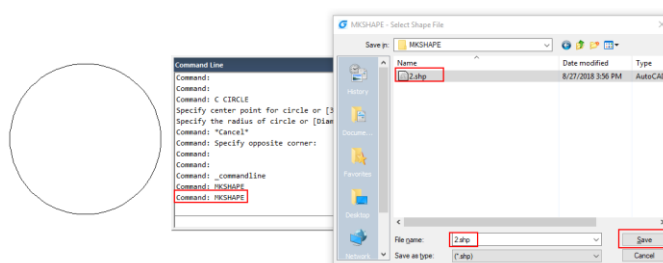 Command Line
Command:
Command:
Command: C CIRCLE
Specify center point for circle or [3
Specify the radius of circle or [Dian
Command: *Cancel*
Command: Specify opposite corner:
Command:
Command:
Command: _commandline
Command: MKSHAPE
Command: MKSHAPE
MKSHAPE - Select Shape File
Save in: MKSHAPE
Name Date modified Type
2.shp 8/27/2018 3:56 PM AutoCA
History
Docume...
Favorites
Desktop
Network
File name: 2.shp Save
Save as type: (*.shp) Cancel